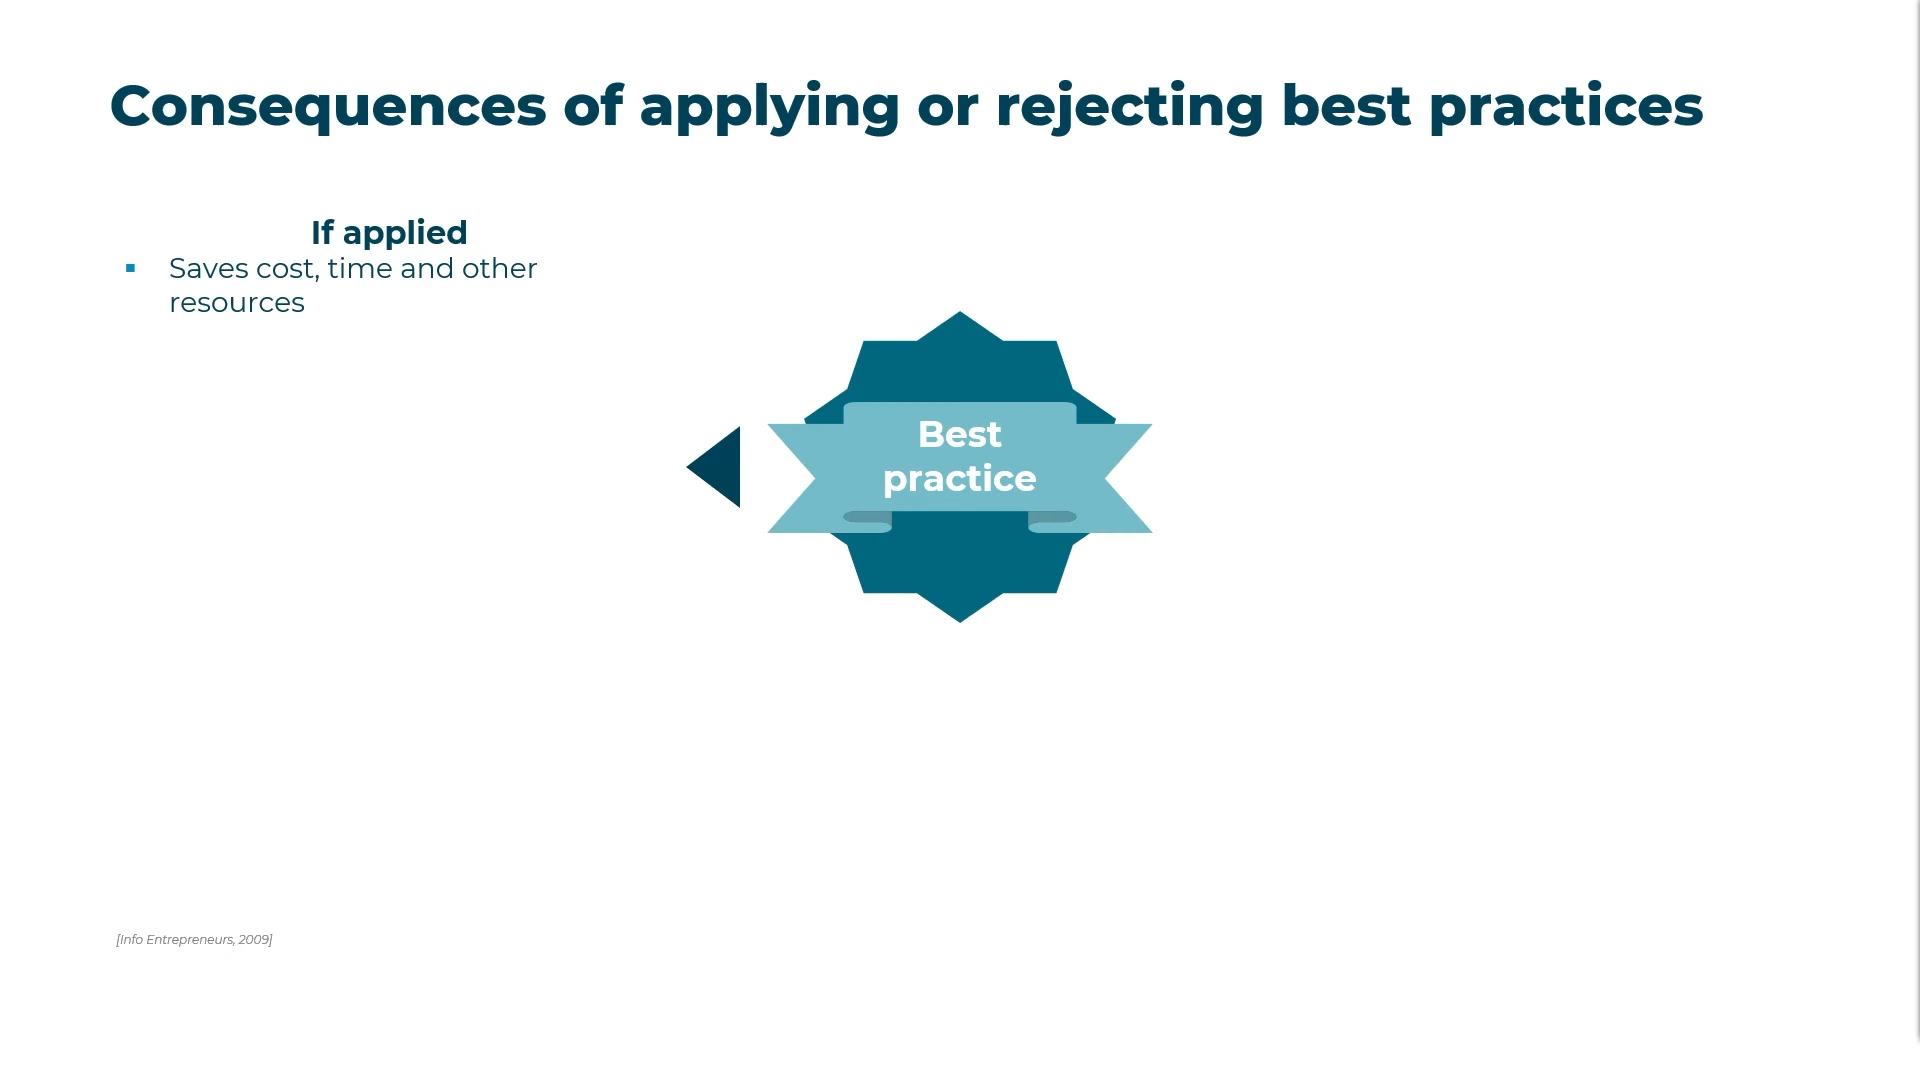 Consequences of applying or rejecting best practices
If applied
▪ Saves cost, time and other
resources
Best
practice
[Info Entrepreneurs, 2009]